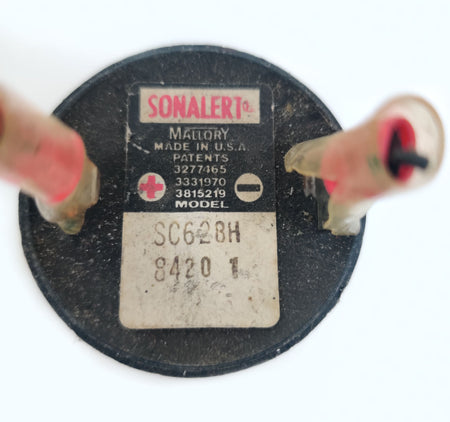 SONALERT®
MALLORY
MADE IN U.S.A.
PATENTS
3277465
3331970
3815219
MODEL
SC628H
8420 1